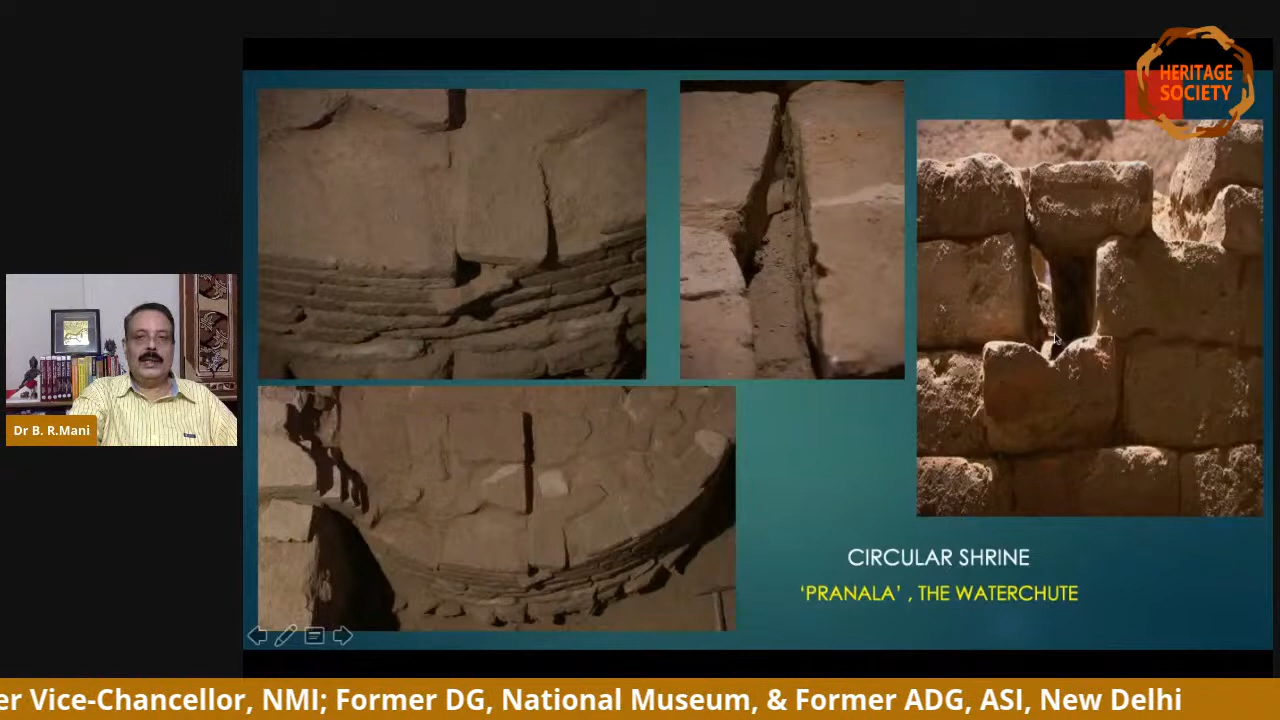 HERITAGE
SOCIETY
Dr B. R.Mani
CIRCULAR SHRINE
‘PRANALA’ , THE WATERCHUTE
er Vice-Chancellor, NMI; Former DG, National Museum, & Former ADG, ASI, New Delhi